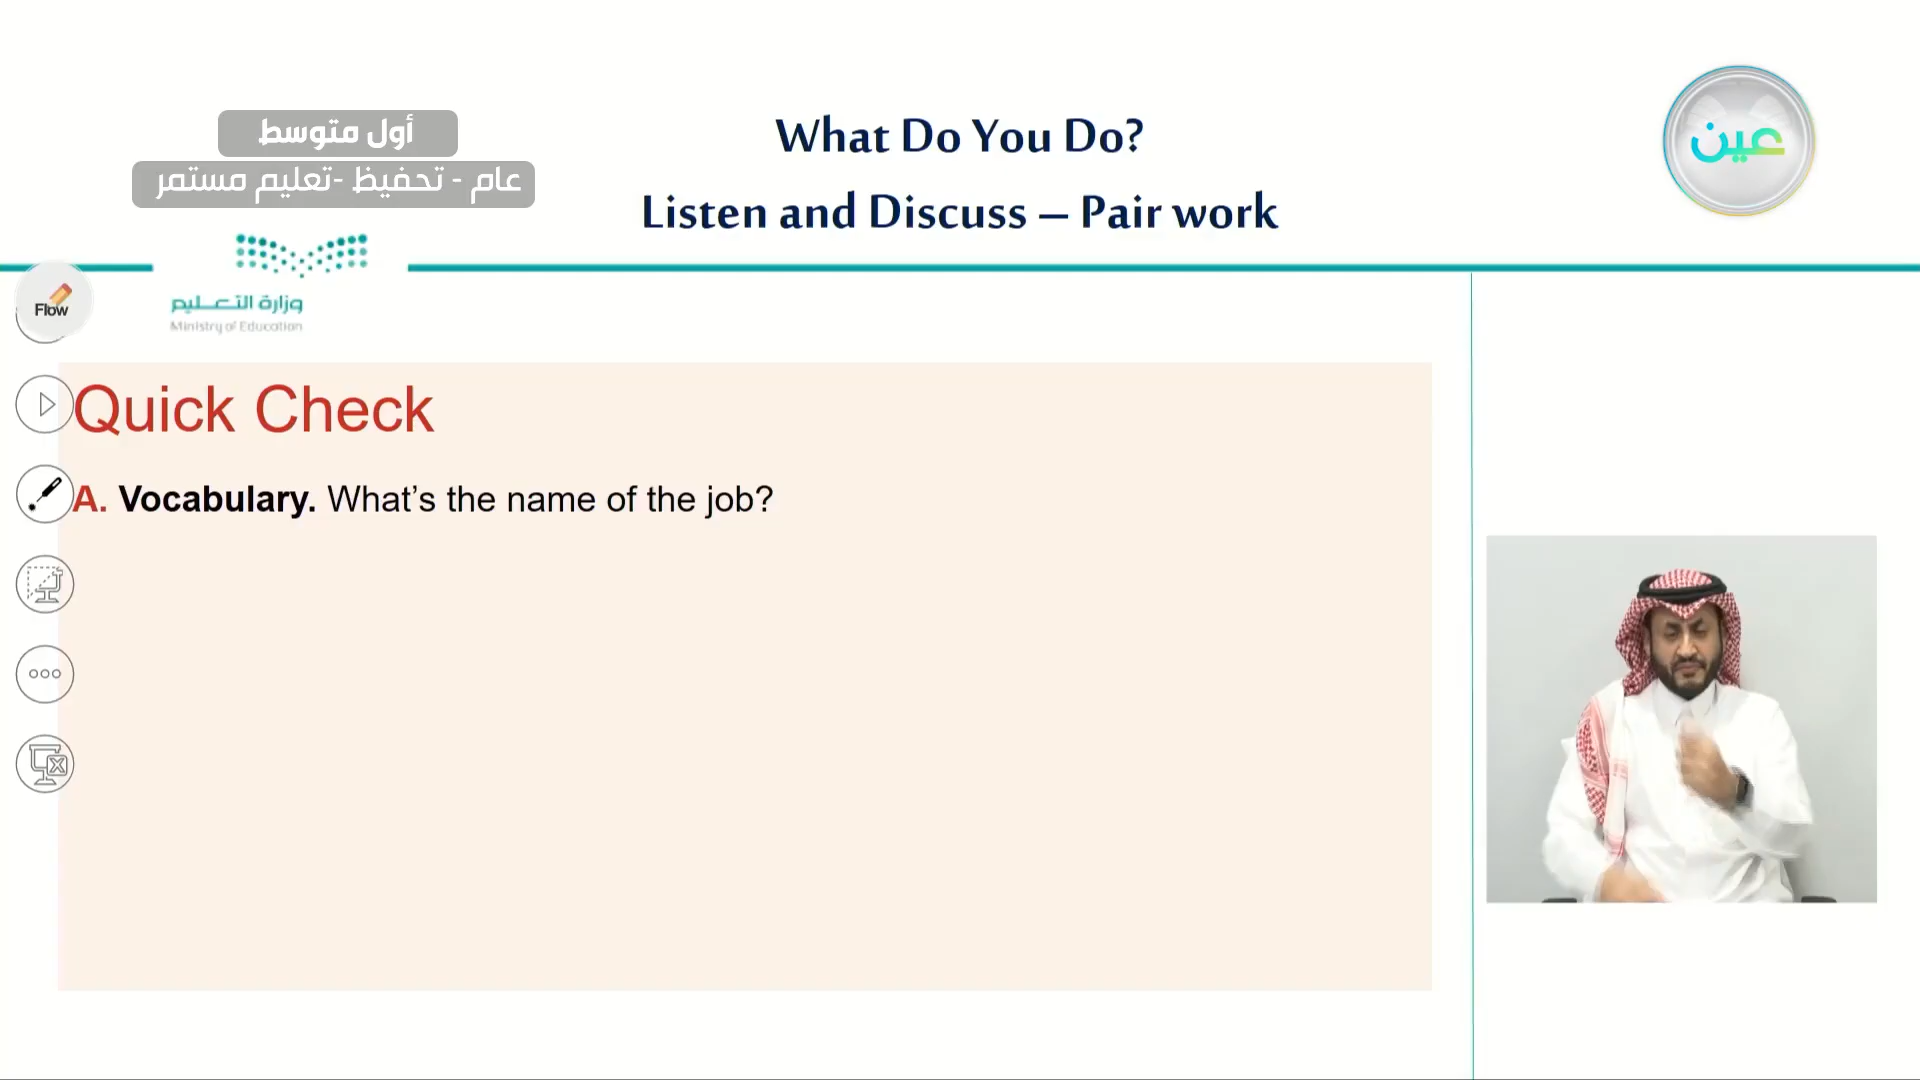 أول متوسط
عام - تحفيظ -تعليم مستمر
What Do You Do?
Listen and Discuss – Pair work
عين
Flow
وزارة التعليم
Ministry of Education
Quick Check
A. Vocabulary. What’s the name of the job?